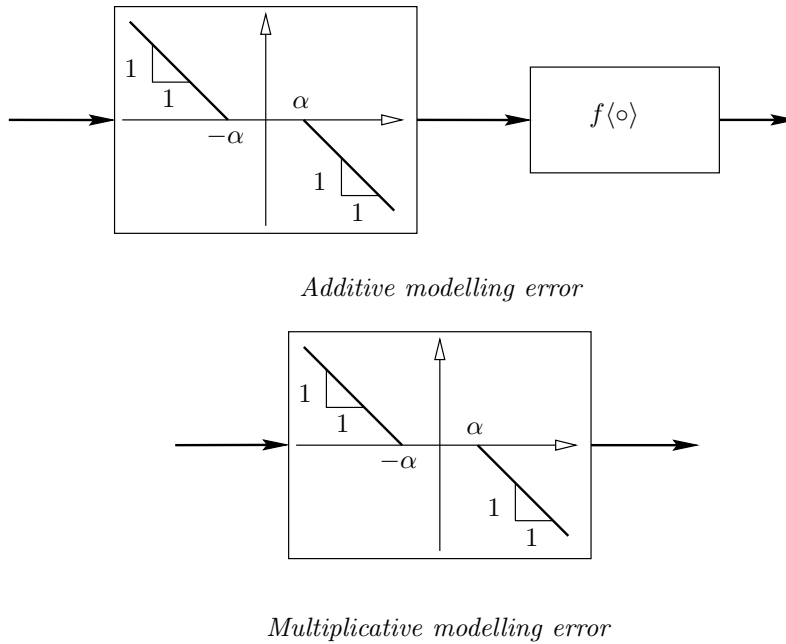 1
1
α
−α
1
1
f⟨∘⟩
Additive modelling error
1
1
α
−α
1
1
Multiplicative modelling error